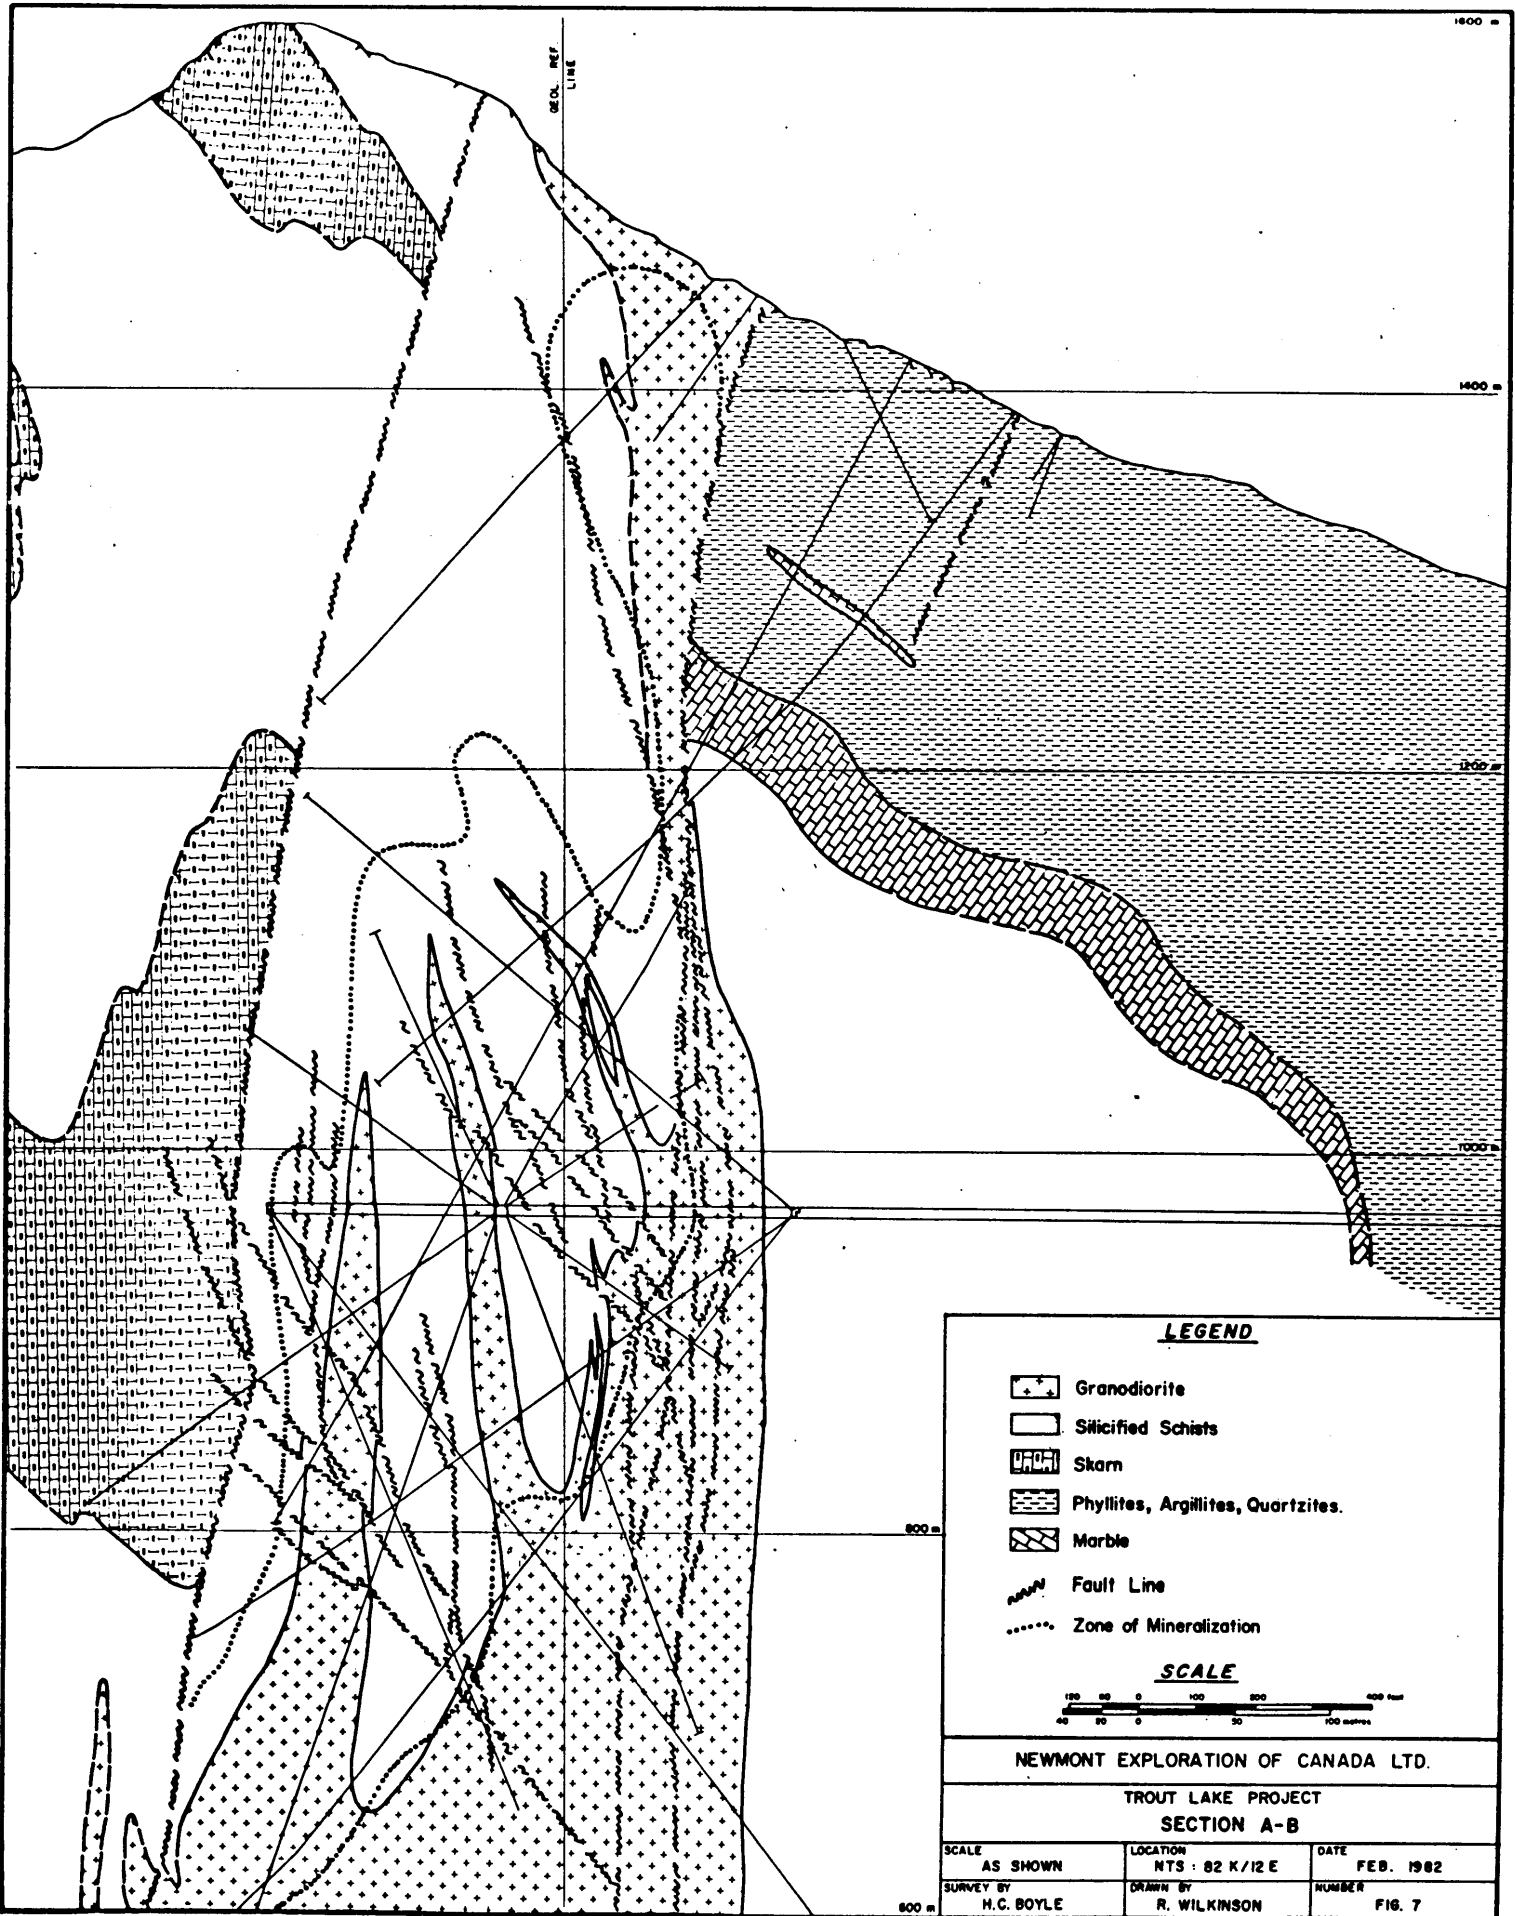 1600 m
GEOL. REF.
LINE
1400 m
1200 m
1000 m
800 m
600 m
LEGEND
Granodiorite
Silicified Schists
Skarn
Phyllites, Argillites, Quartzites.
Marble
Fault Line
Zone of Mineralization
SCALE
0 100 200 400 feet
0 50 100 metres
NEWMONT EXPLORATION OF CANADA LTD.
TROUT LAKE PROJECT
SECTION A-B
SCALE
AS SHOWN
LOCATION
NTS : 82 K/12 E
DATE
FEB. 1982
SURVEY BY
H.C. BOYLE
DRAWN BY
R. WILKINSON
NUMBER
FIG. 7